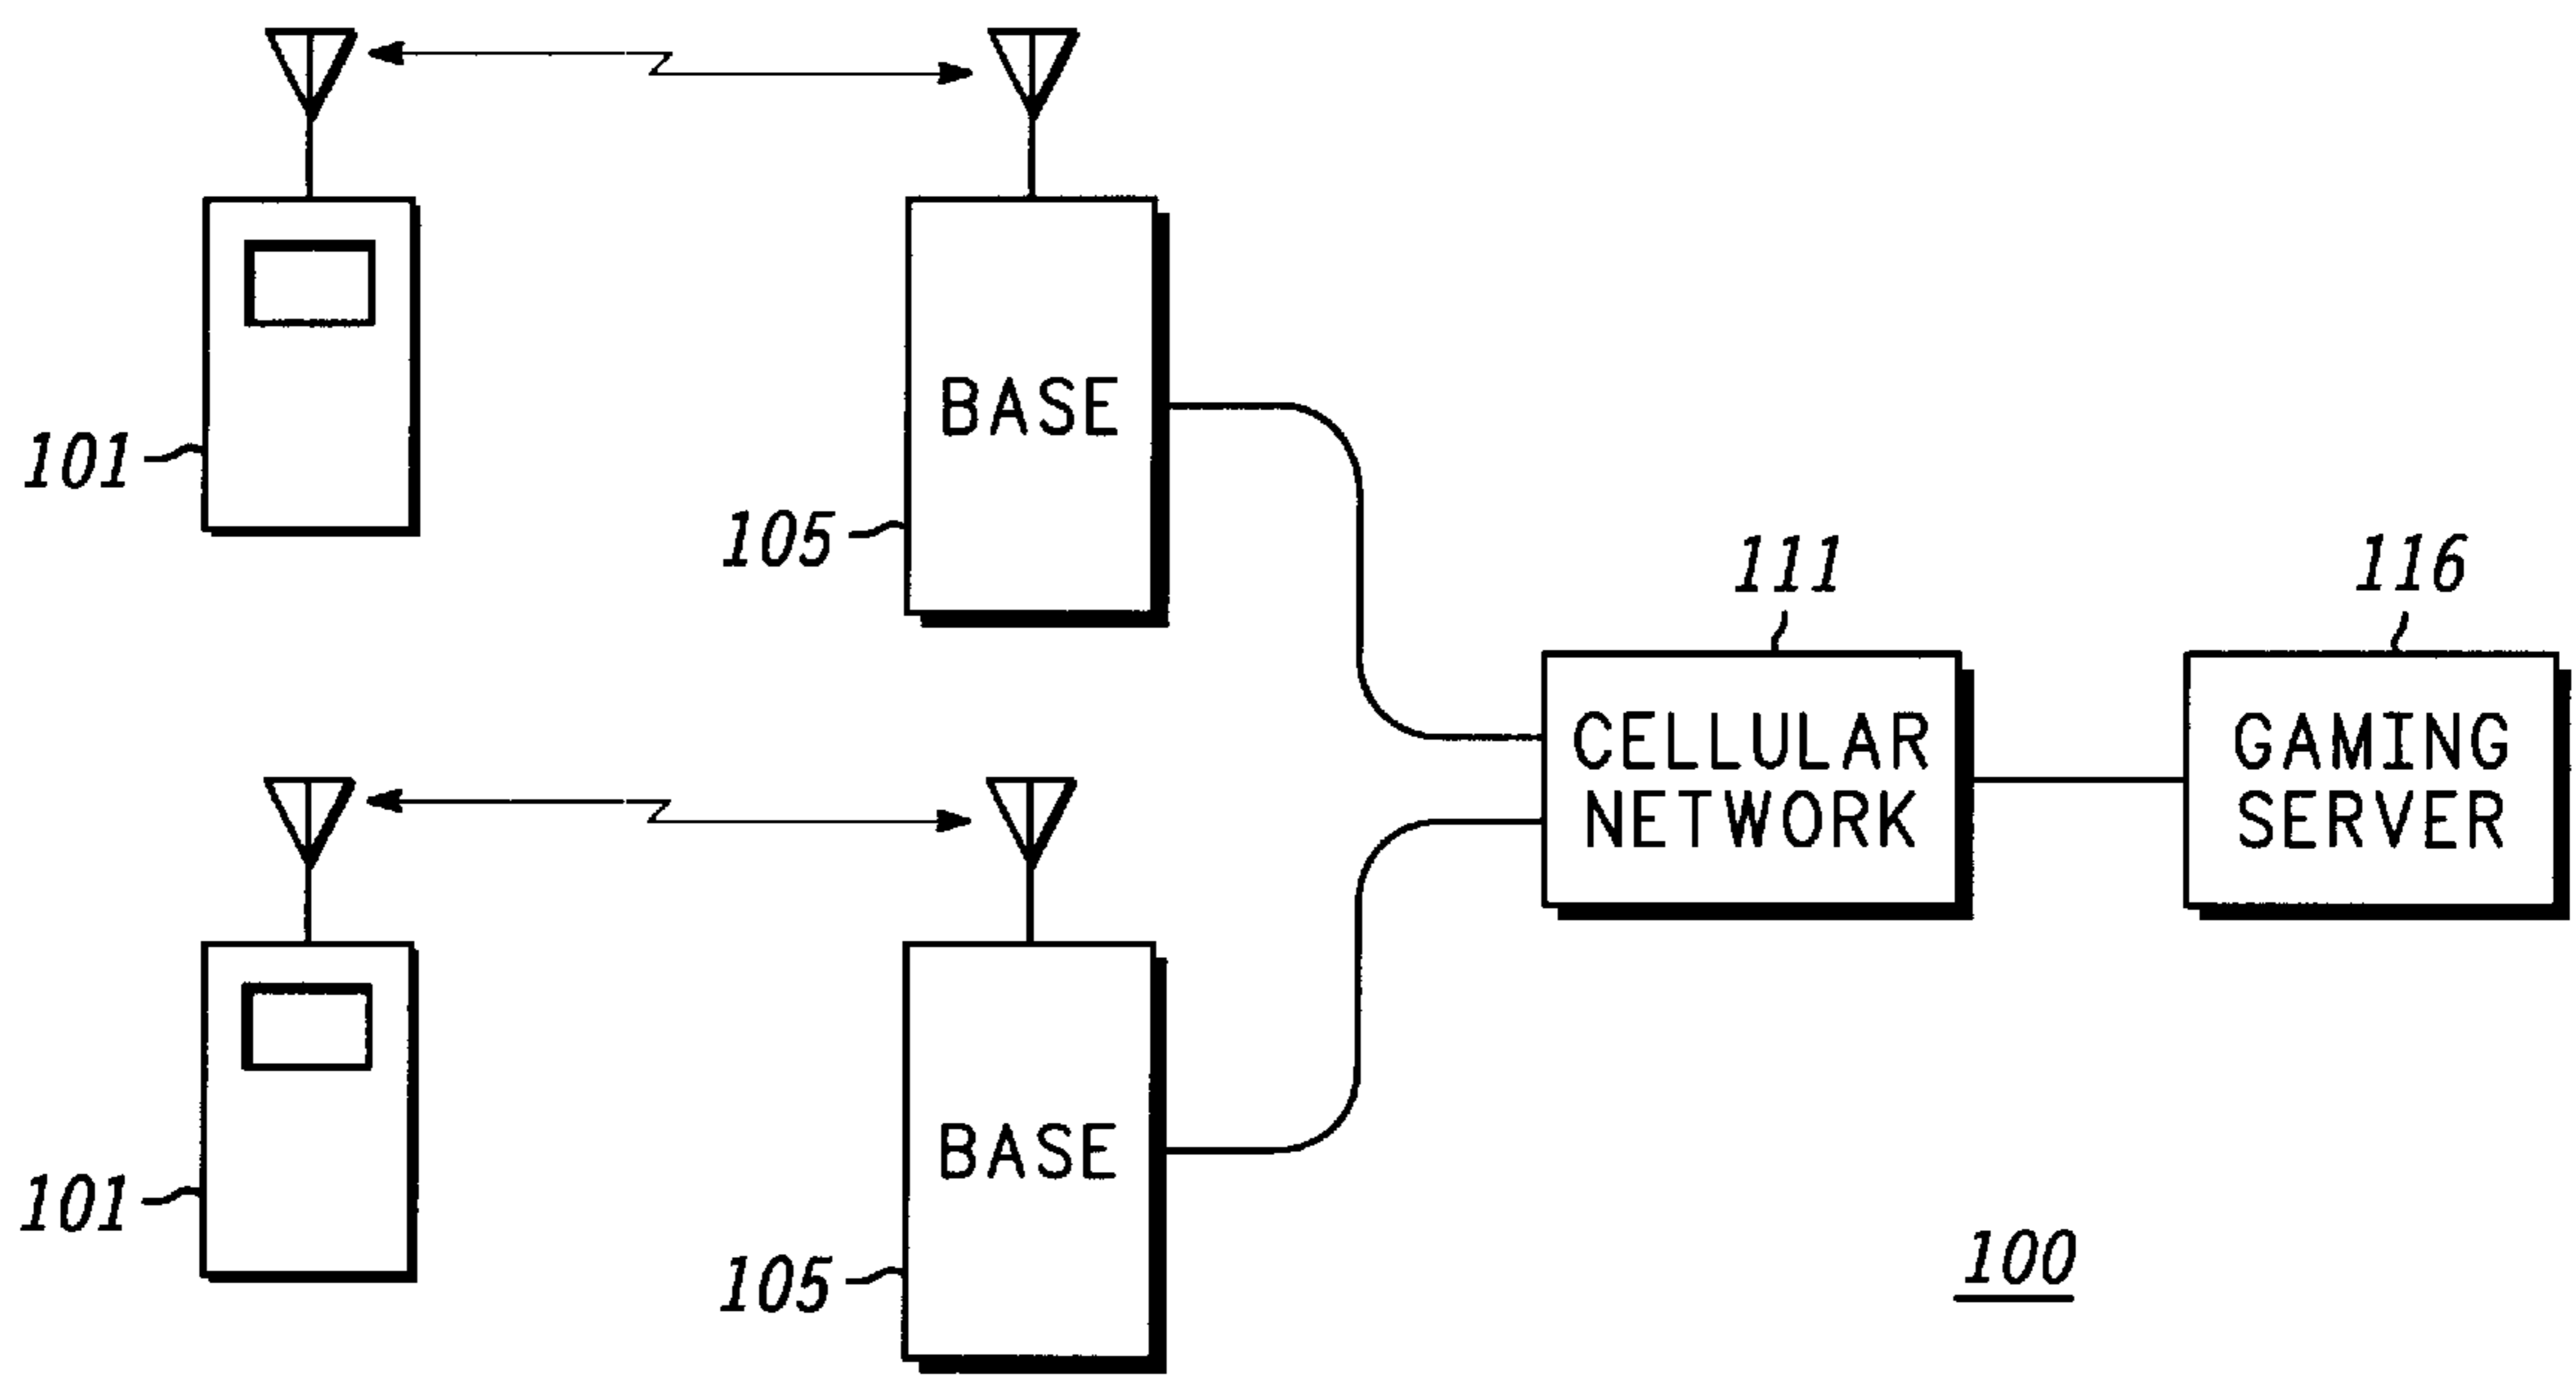 BASE
101
105
111
116
CELLULAR
NETWORK
GAMING
SERVER
BASE
101
105
100